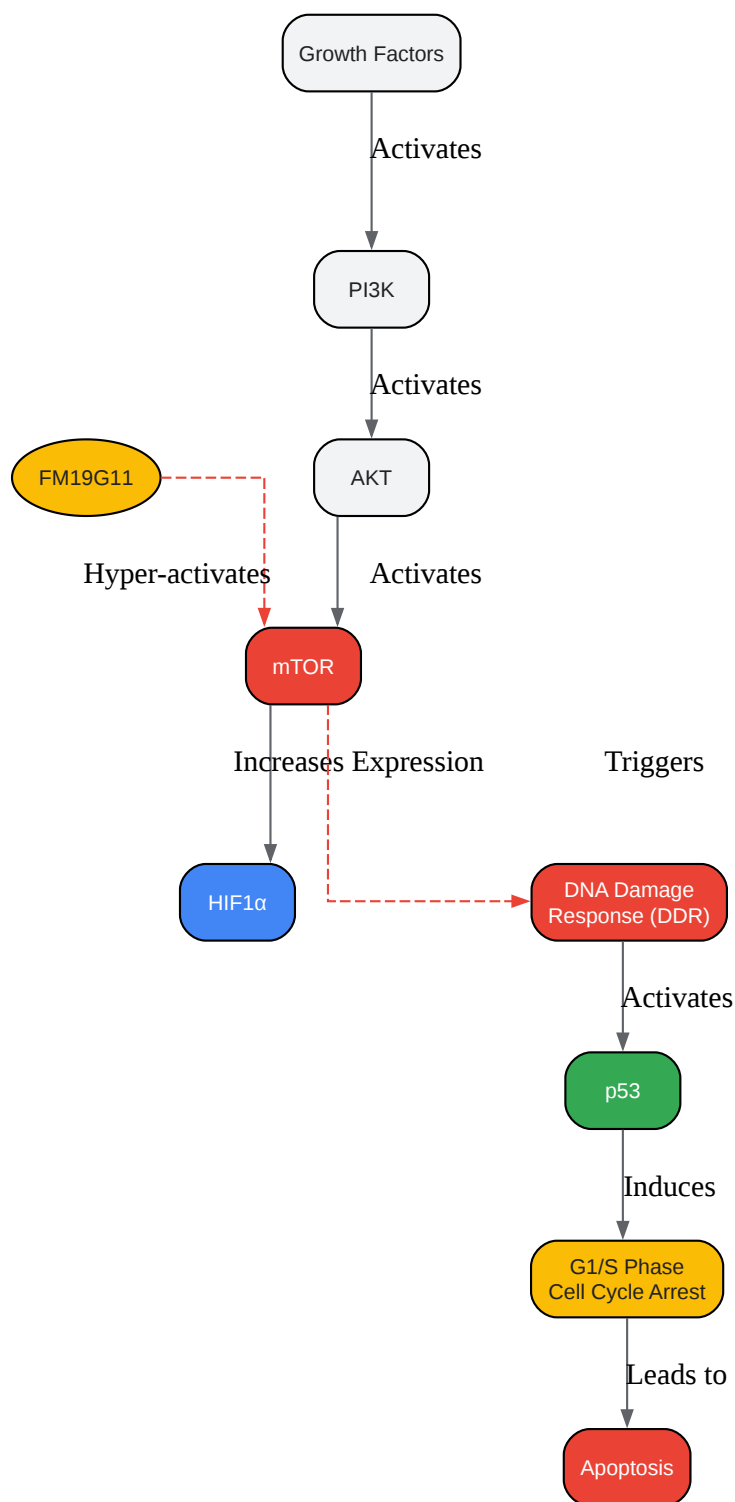 Growth Factors
Activates
PI3K
Activates
FM19G11
AKT
Hyper-activates
Activates
mTOR
Increases Expression
Triggers
HIF1α
DNA Damage
Response (DDR)
Activates
p53
Induces
G1/S Phase
Cell Cycle Arrest
Leads to
Apoptosis